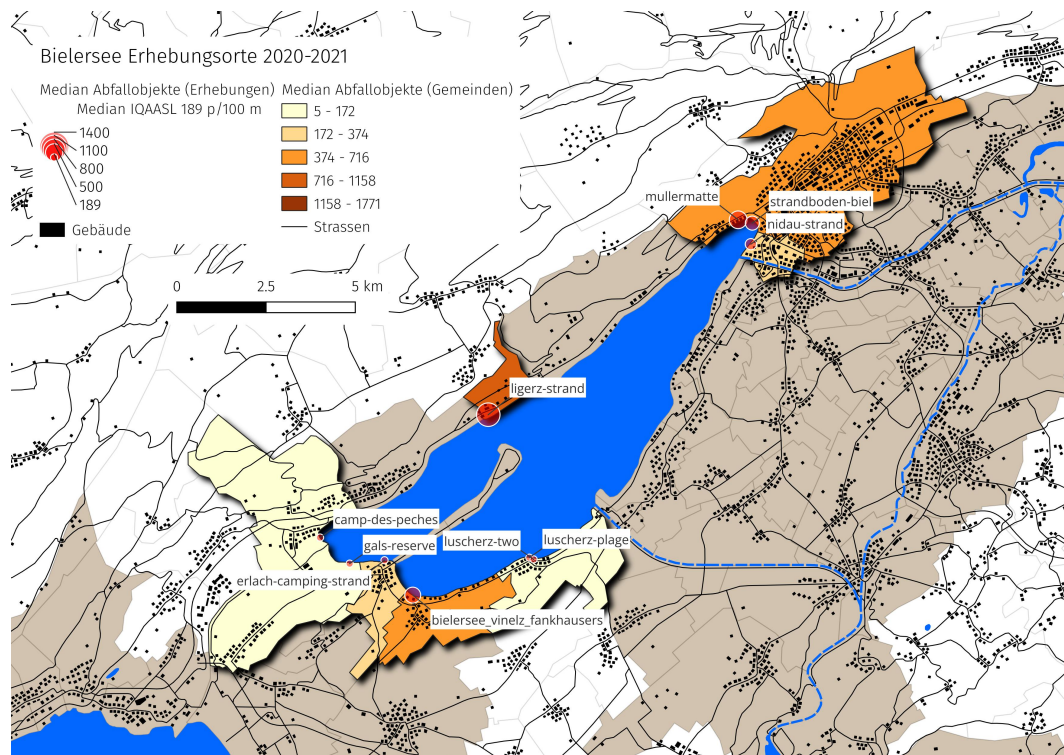 Bielersee Erhebungsorte 2020-2021
Median Abfallobjekte (Erhebungen)
Median IQAASL 189 p/100 m
1400
1100
800
500
189
Gebäude
Median Abfallobjekte (Gemeinden)
5 - 172
172 - 374
374 - 716
716 - 1158
1158 - 1771
Strassen
0 2.5 5 km
mullermatte
strandboden-biel
nidau-strand
ligerz-strand
camp-des-peches
gals-reserve
luscherz-two
luscherz-plage
erlach-camping-strand
bielersee_vinelz_fankhausers